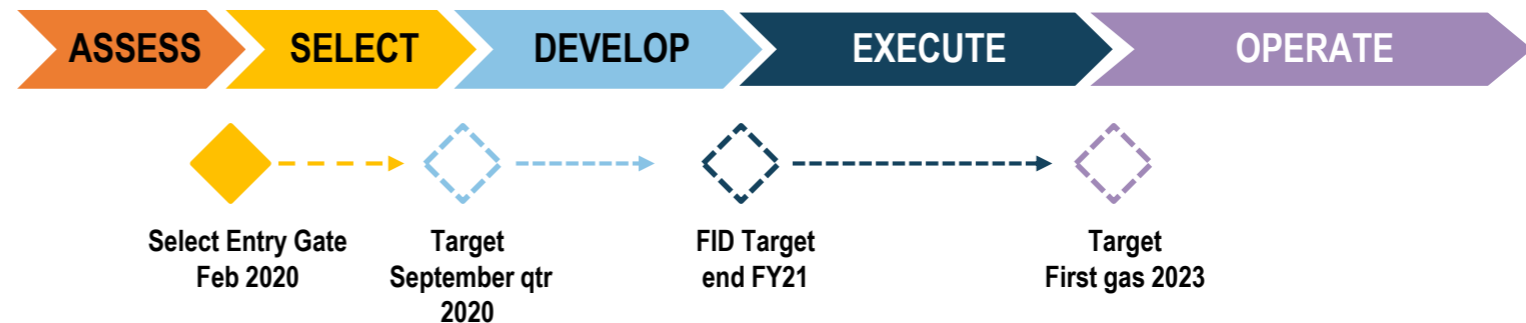 ASSESS
SELECT
DEVELOP
EXECUTE
OPERATE
Select Entry Gate
Feb 2020
Target
September qtr
2020
FID Target
end FY21
Target
First gas 2023